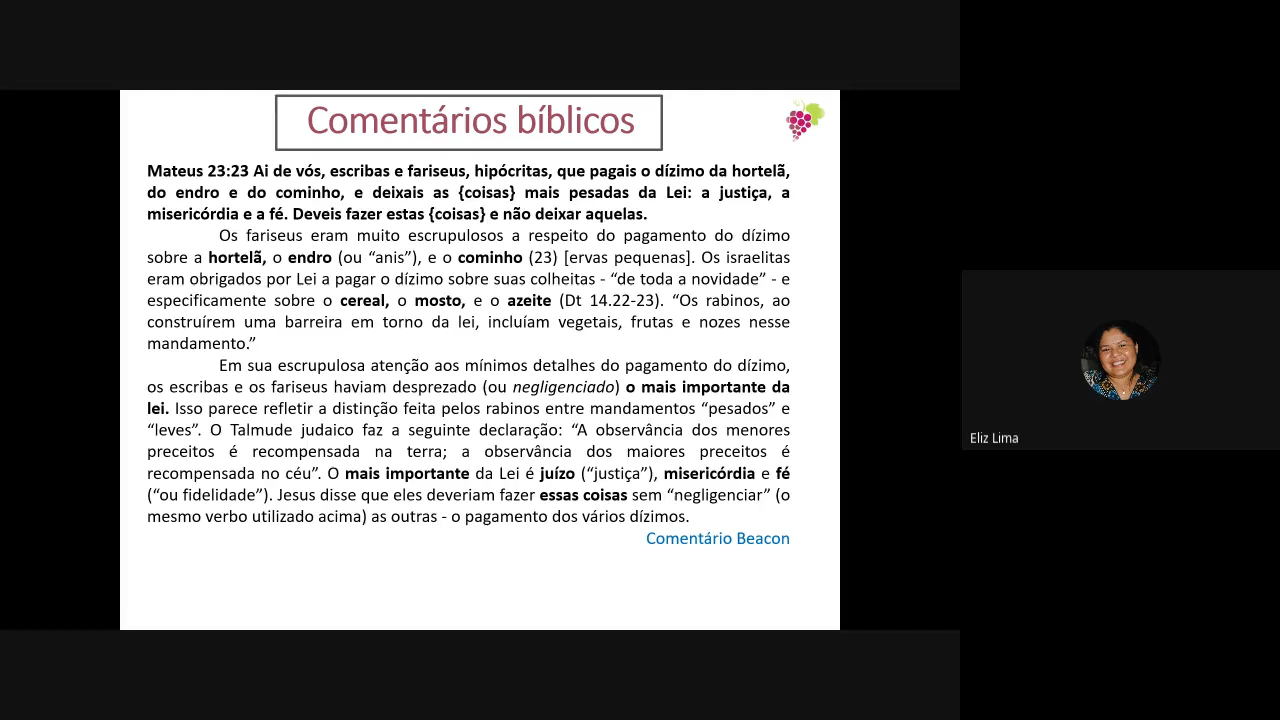 Comentários bíblicos
Mateus 23:23 Ai de vós, escribas e fariseus, hipócritas, que pagais o dízimo da hortelã,
do endro e do cominho, e deixais as {coisas} mais pesadas da Lei: a justiça, a
misericórdia e a fé. Deveis fazer estas {coisas} e não deixar aquelas.
Os fariseus eram muito escrupulosos a respeito do pagamento do dízimo
sobre a hortelã, o endro (ou “anis”), e o cominho (23) [ervas pequenas]. Os israelitas
eram obrigados por Lei a pagar o dízimo sobre suas colheitas - “de toda a novidade” - e
especificamente sobre o cereal, o mosto, e o azeite (Dt 14.22-23). “Os rabinos, ao
construírem uma barreira em torno da lei, incluíam vegetais, frutas e nozes nesse
mandamento.”
Em sua escrupulosa atenção aos mínimos detalhes do pagamento do dízimo,
os escribas e os fariseus haviam desprezado (ou negligenciado) o mais importante da
lei. Isso parece refletir a distinção feita pelos rabinos entre mandamentos “pesados” e
“leves”. O Talmude judaico faz a seguinte declaração: “A observância dos menores
preceitos é recompensada na terra; a observância dos maiores preceitos é
recompensada no céu”. O mais importante da Lei é juízo (“justiça”), misericórdia e fé
(“ou fidelidade”). Jesus disse que eles deveriam fazer essas coisas sem “negligenciar” (o
mesmo verbo utilizado acima) as outras - o pagamento dos vários dízimos.
Comentário Beacon
Eliz Lima